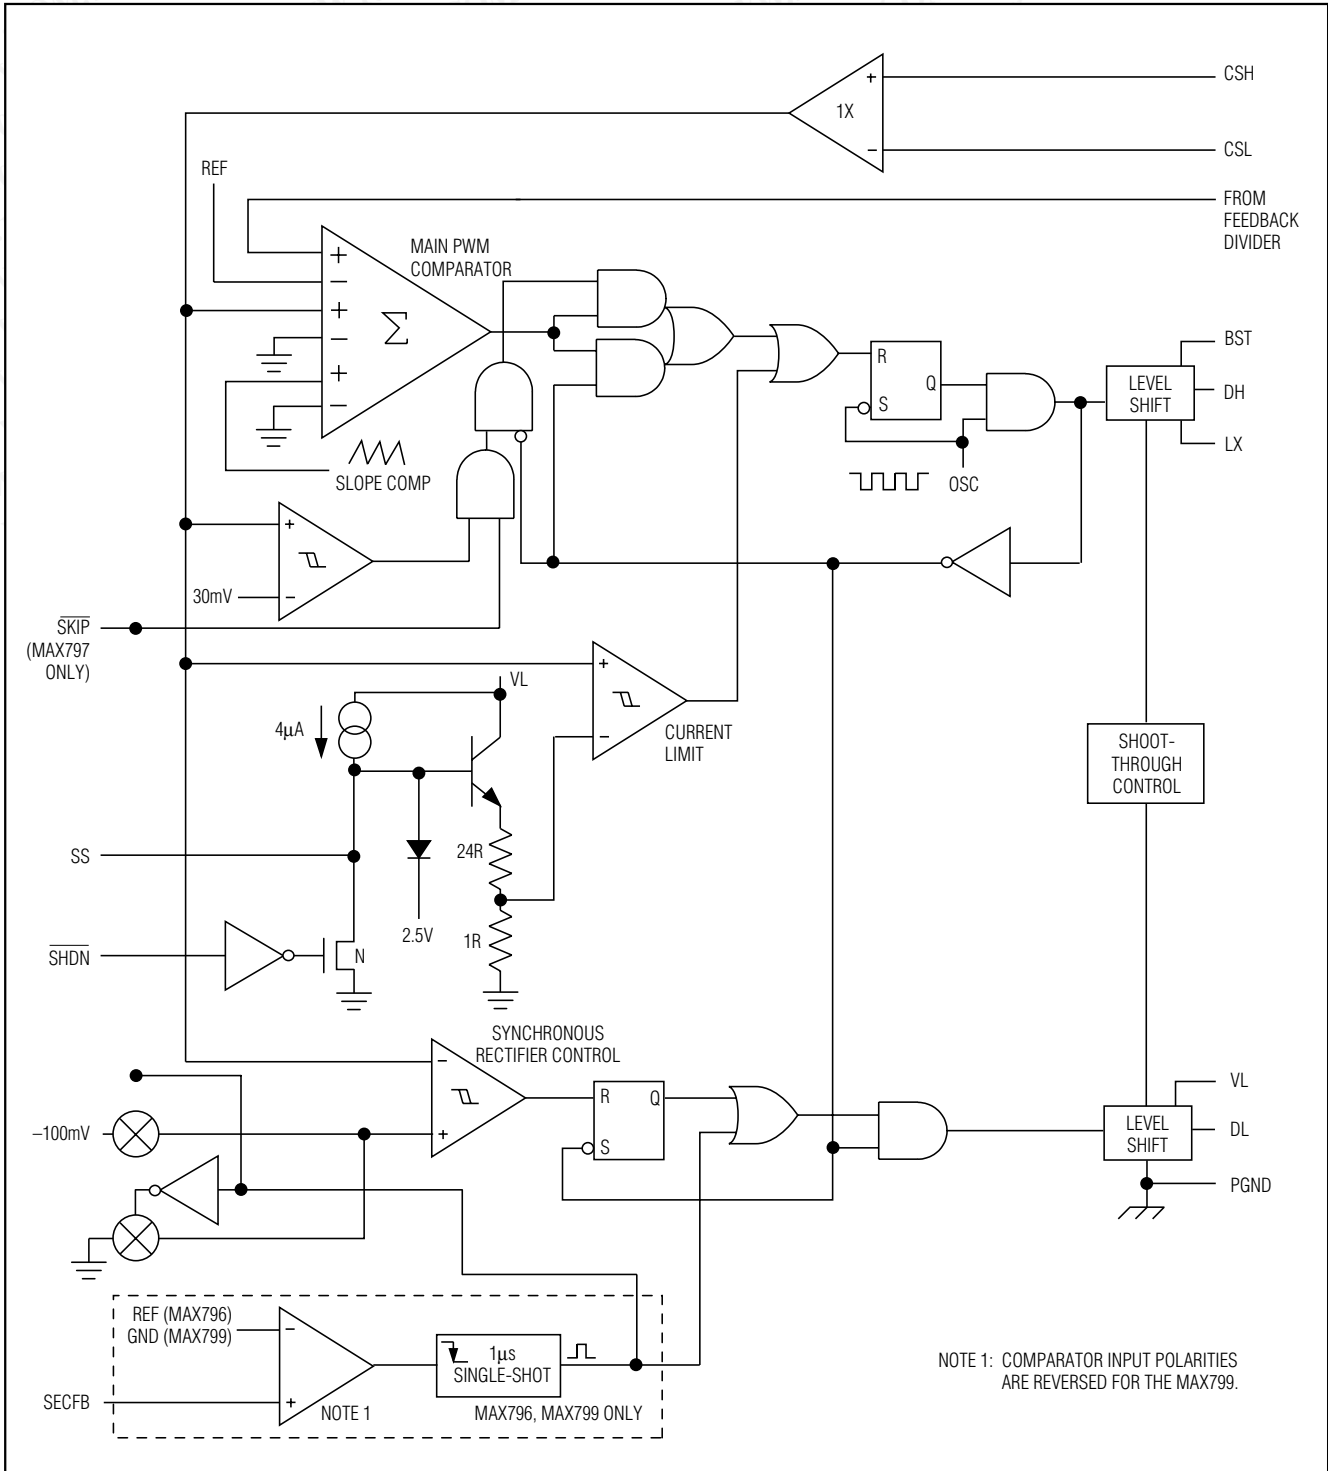 CSH
1X
CSL
REF
FROM
FEEDBACK
DIVIDER
MAIN PWM
COMPARATOR
+
−
+
−
+
−
Σ
SLOPE COMP
R
Q
S
OSC
BST
LEVEL
SHIFT
DH
LX
+
30mV
−
SKIP
(MAX797
ONLY)
VL
4µA
+
−
CURRENT
LIMIT
SHOOT-
THROUGH
CONTROL
SS
24R
2.5V
1R
SHDN
N
SYNCHRONOUS
RECTIFIER CONTROL
−
+
–100mV
R
Q
S
VL
LEVEL
SHIFT
DL
PGND
REF (MAX796)
GND (MAX799)
−
+
SECFB
NOTE 1
1µs
SINGLE-SHOT
MAX796, MAX799 ONLY
NOTE 1: COMPARATOR INPUT POLARITIES
ARE REVERSED FOR THE MAX799.